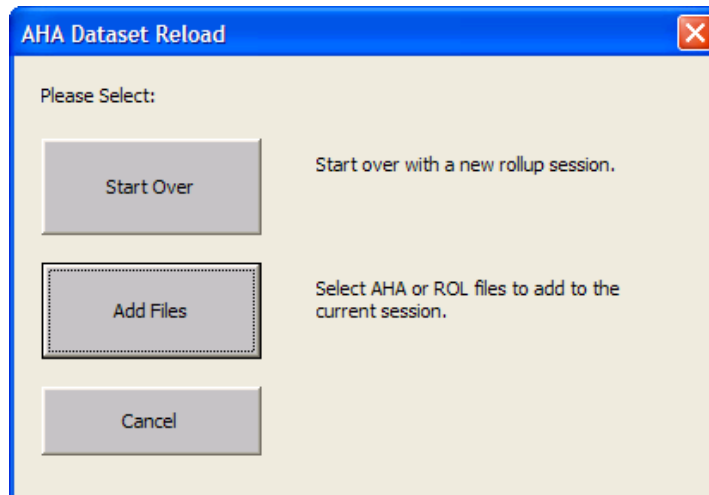 AHA Dataset Reload
Please Select:
Start Over
Start over with a new rollup session.
Add Files
Select AHA or ROL files to add to the
current session.
Cancel